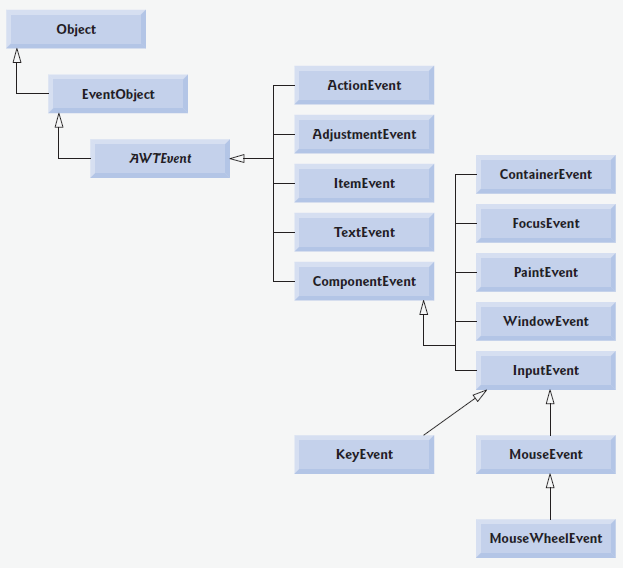 Object
EventObject
AWTEvent
ActionEvent
AdjustmentEvent
ItemEvent
TextEvent
ComponentEvent
ContainerEvent
FocusEvent
PaintEvent
WindowEvent
InputEvent
KeyEvent
MouseEvent
MouseWheelEvent